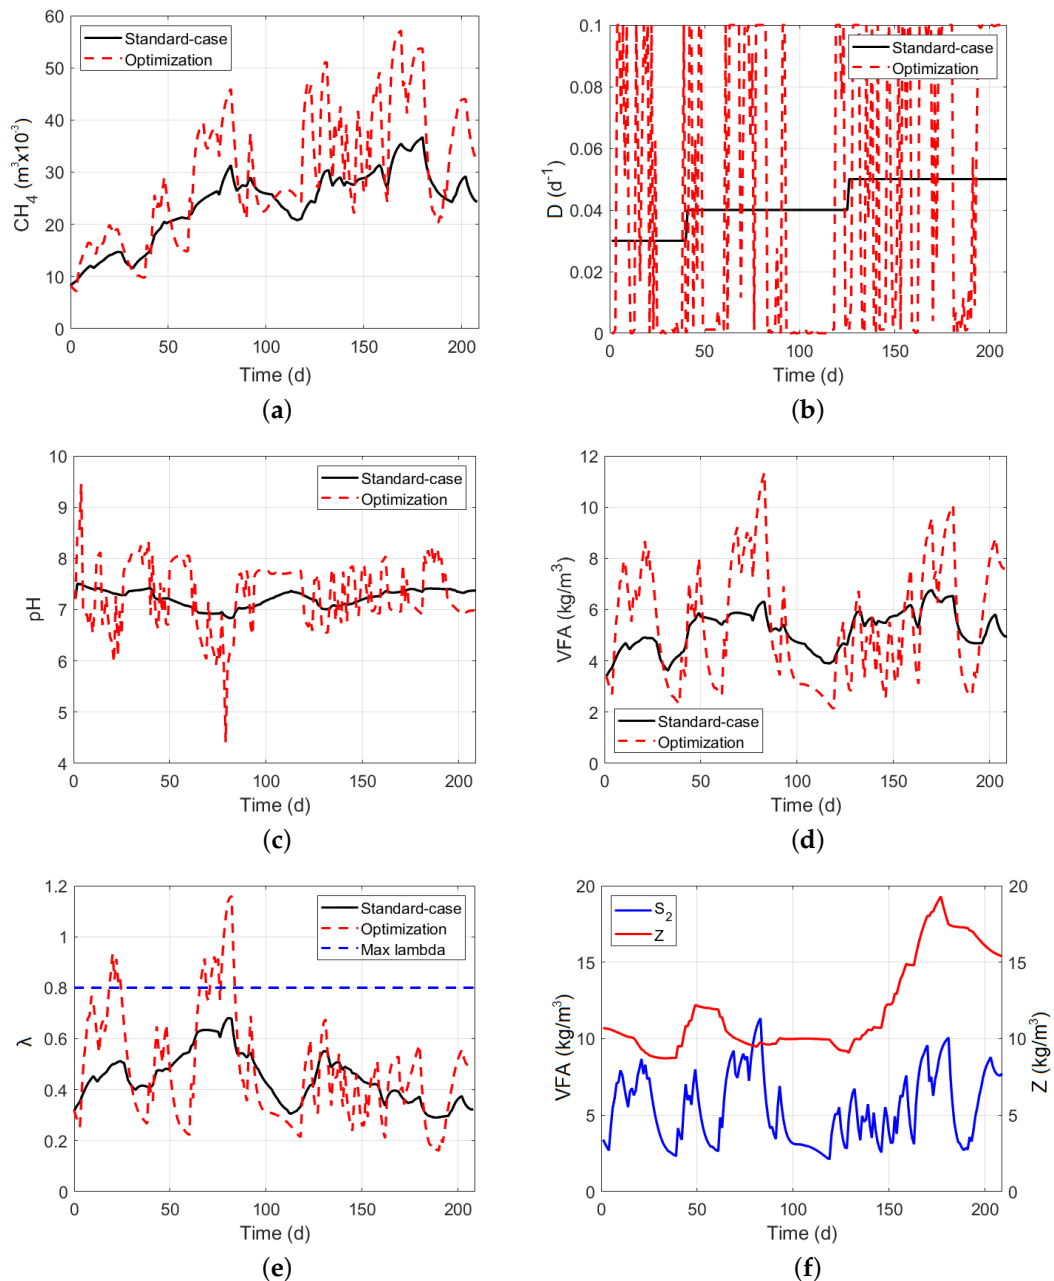 60
50
40
30
20
10
0
0 50 100 150 200
CH4 (m³x10⁻³)
Time (d)
Standard-case
Optimization
(a)
0.1
0.08
0.06
0.04
0.02
0
0 50 100 150 200
D (d⁻¹)
Time (d)
Standard-case
Optimization
(b)
10
9
8
7
6
5
4
0 50 100 150 200
pH
Time (d)
Standard-case
Optimization
(c)
12
10
8
6
4
2
0
0 50 100 150 200
VFA (kg/m³)
Time (d)
Standard-case
Optimization
(d)
1.2
1
0.8
0.6
0.4
0.2
0
0 50 100 150 200
λ
Time (d)
Standard-case
Optimization
Max lambda
(e)
20
15
10
5
0
0 50 100 150 200
VFA (kg/m³)
Time (d)
S₂
Z
20
15
10
5
0
Z (kg/m³)
(f)